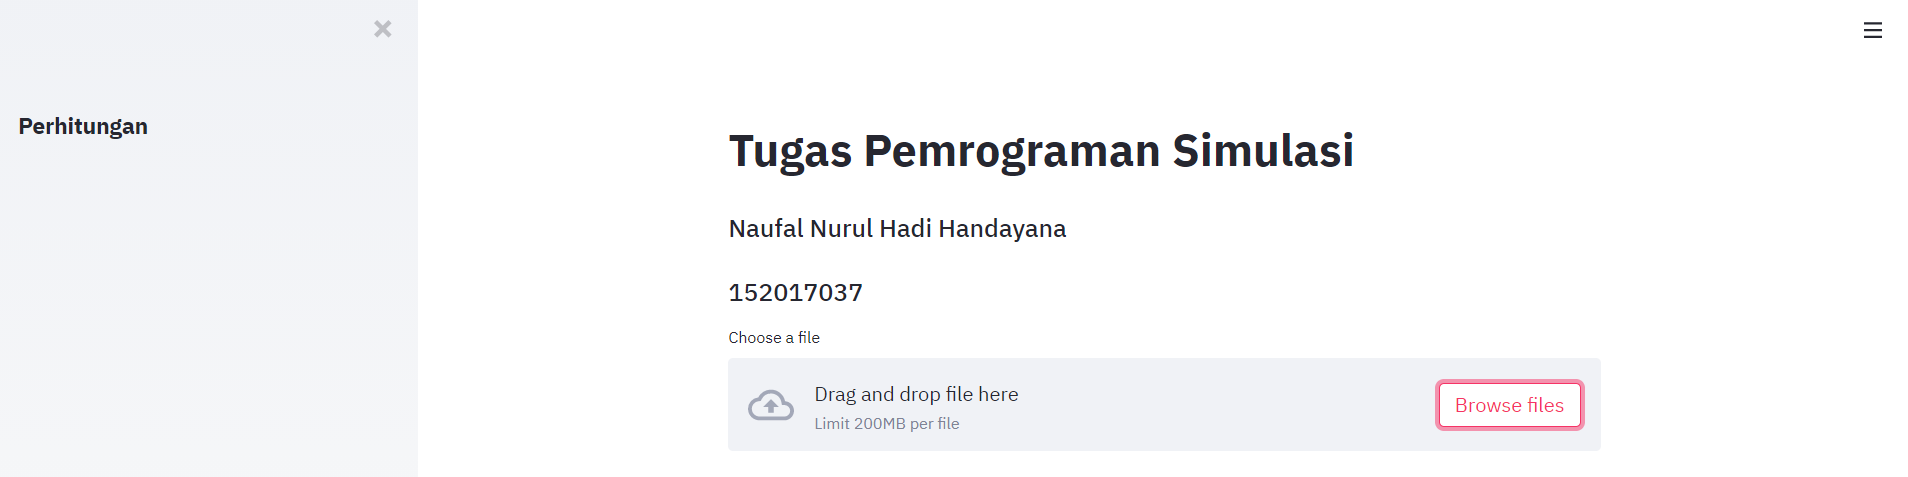 Perhitungan
Tugas Pemrograman Simulasi
Naufal Nurul Hadi Handayana
152017037
Choose a file
Drag and drop file here
Limit 200MB per file
Browse files